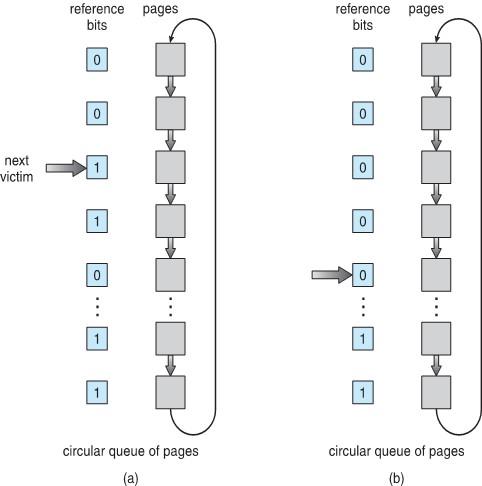 reference pages
bits
0
0
next
victim
1
1
0
1
1
circular queue of pages
(a)
reference pages
bits
0
0
0
0
0
1
1
circular queue of pages
(b)